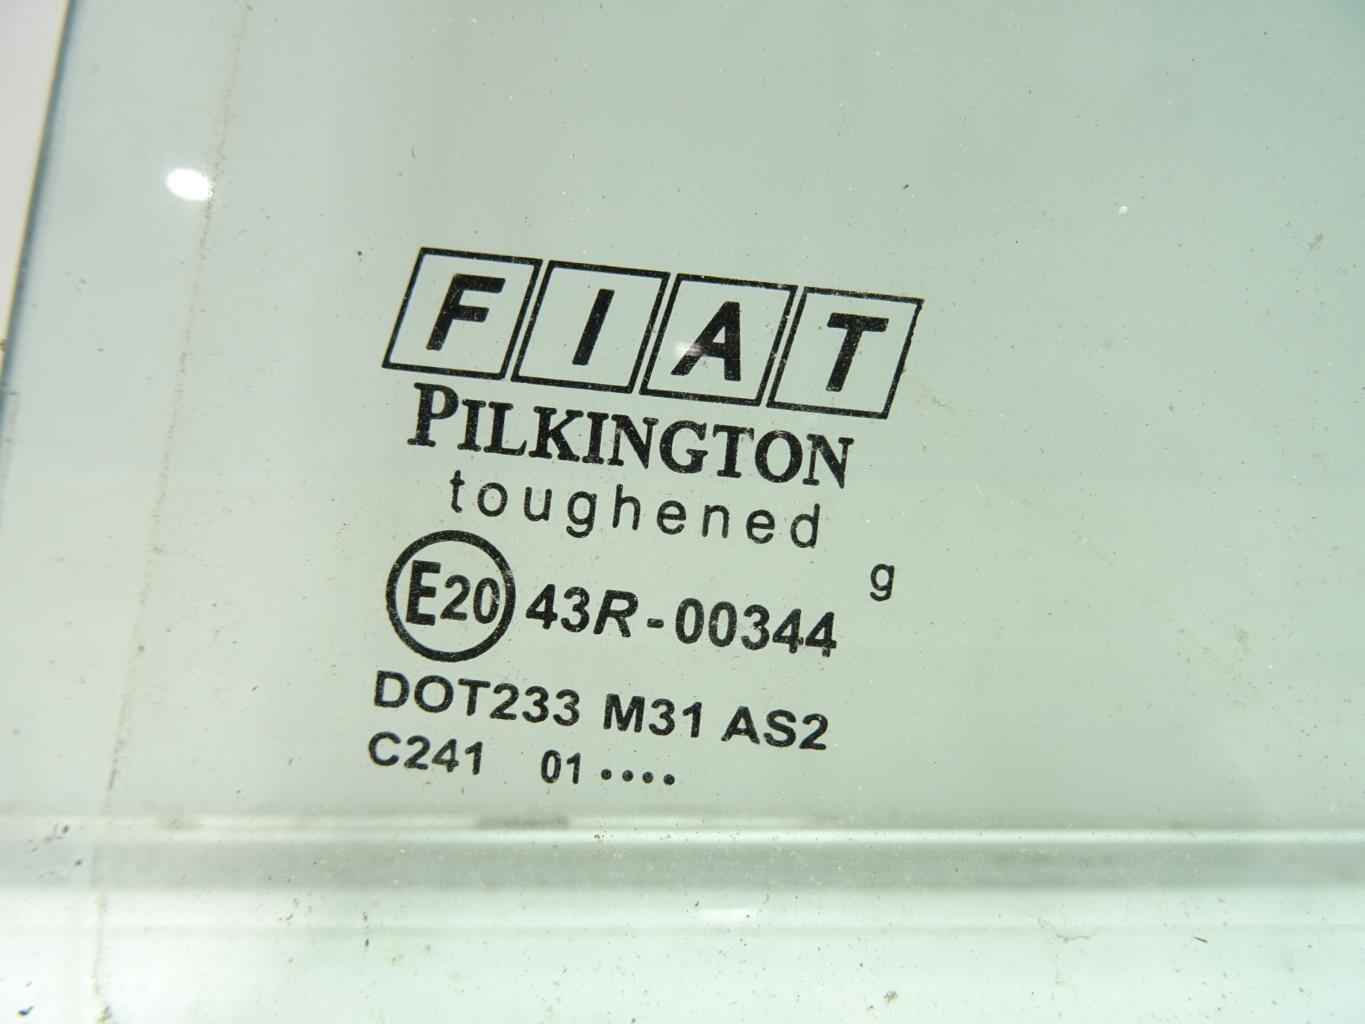 FIAT
PILKINGTON
toughened
g
E20 43R-00344
DOT233 M31 AS2
C241 01 ••••